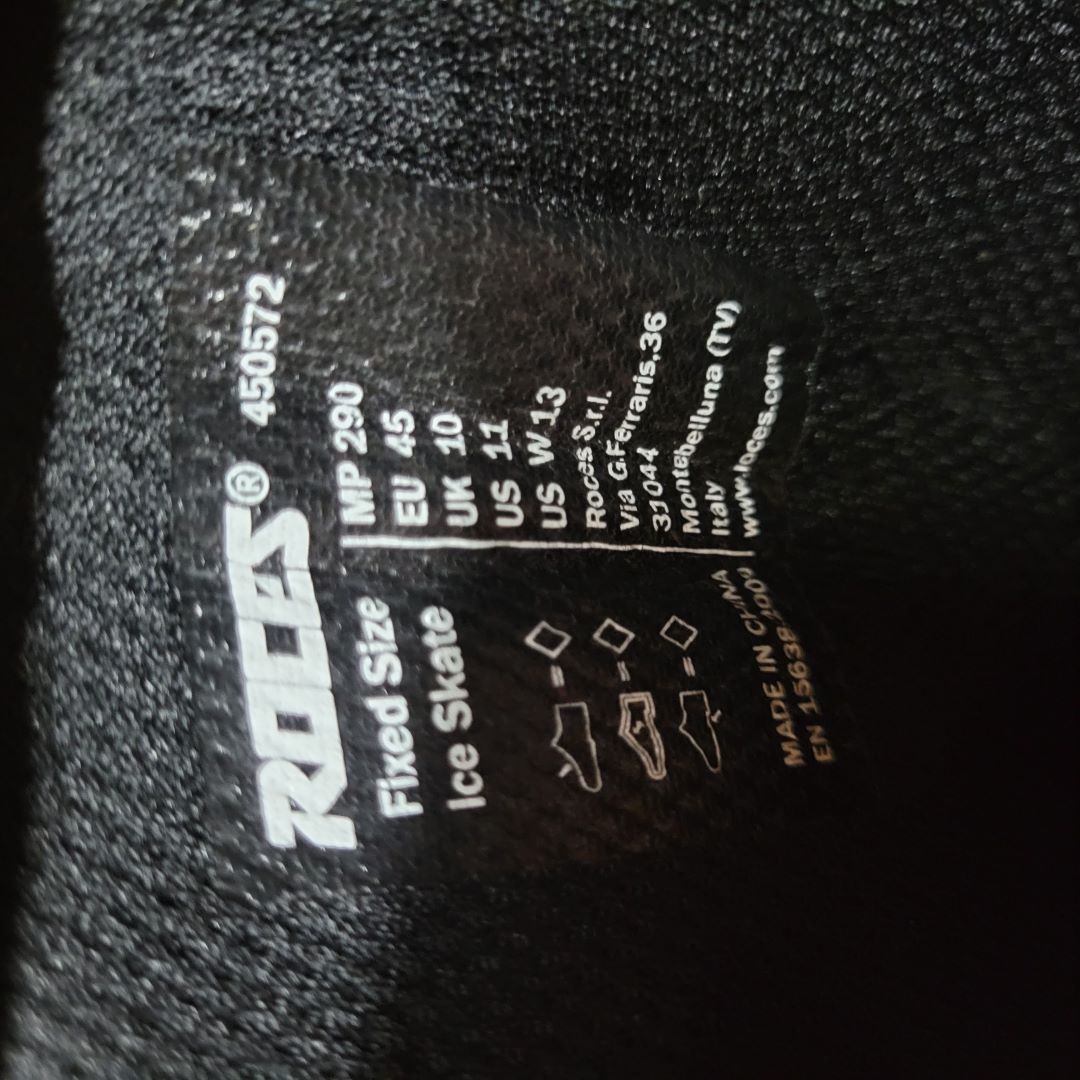 ROCES® 450572
Fixed Size
Ice Skate
MP 290
EU 45
UK 10
US 11
US W 13
Roces S.r.l.
Via G.Ferraris,36
31044
Montebelluna (TV)
Italy
www.roces.com
MADE IN CHINA
EN 15638:2009